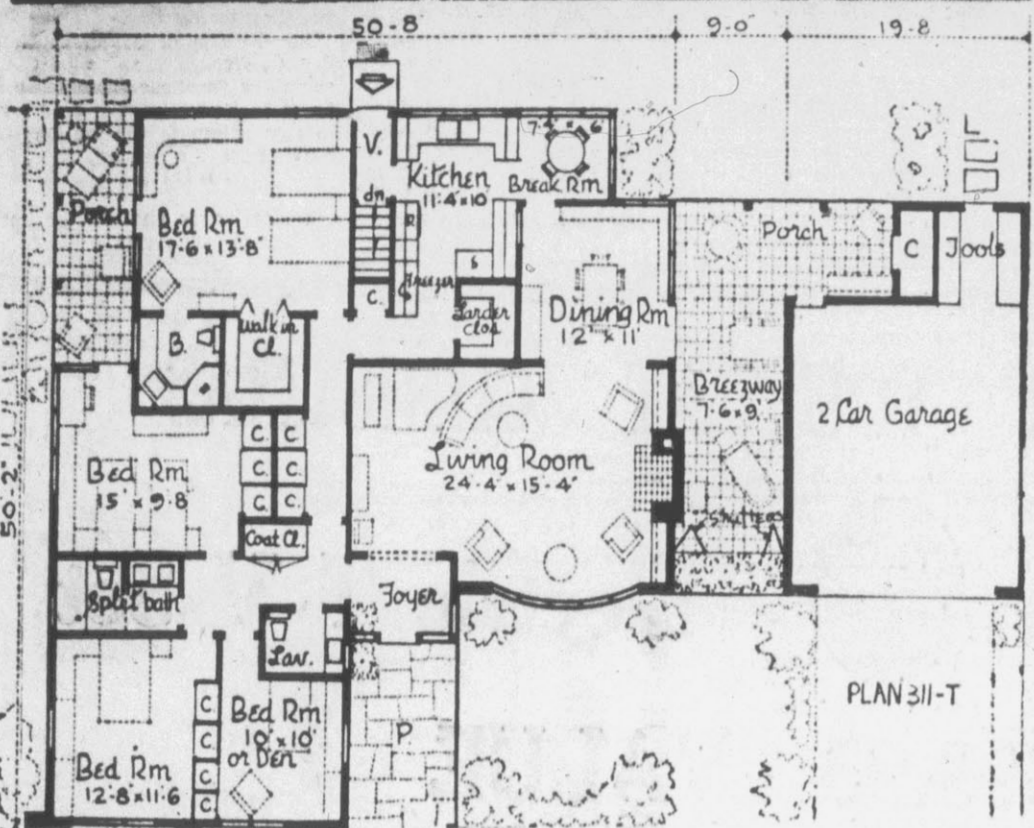 50-8
9-0
19-8
V.
Kitchen
11·4"x10'
Break Rm
dn
R
Freezer
S
C.
Larder
clos
Porch
Bed Rm
17·6 x 13·8"
B.
Walk in
Cl.
Dining Rm
12' x 11'
Porch
C
Tools
Breezway
7·6 x 9
Shutters
2 Car Garage
Living Room
24·4" x 15·4"
Bed Rm
15' x 9·8
C.
C.
C.
C.
C.
C.
Coat Cl.
Split bath
Foyer
Lav.
50-2"
Bed Rm
12·8" x 11·6
C.
C.
C.
C.
Bed Rm
10' x 10'
or Den
P.
PLAN 311-T